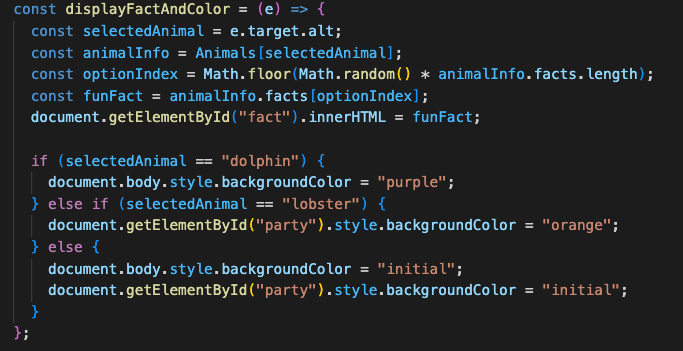 const displayFactAndColor = (e) => {
  const selectedAnimal = e.target.alt;
  const animalInfo = Animals[selectedAnimal];
  const optionIndex = Math.floor(Math.random() * animalInfo.facts.length);
  const funFact = animalInfo.facts[optionIndex];
  document.getElementById("fact").innerHTML = funFact;

  if (selectedAnimal == "dolphin") {
    document.body.style.backgroundColor = "purple";
  } else if (selectedAnimal == "lobster") {
    document.getElementById("party").style.backgroundColor = "orange";
  } else {
    document.body.style.backgroundColor = "initial";
    document.getElementById("party").style.backgroundColor = "initial";
  }
};